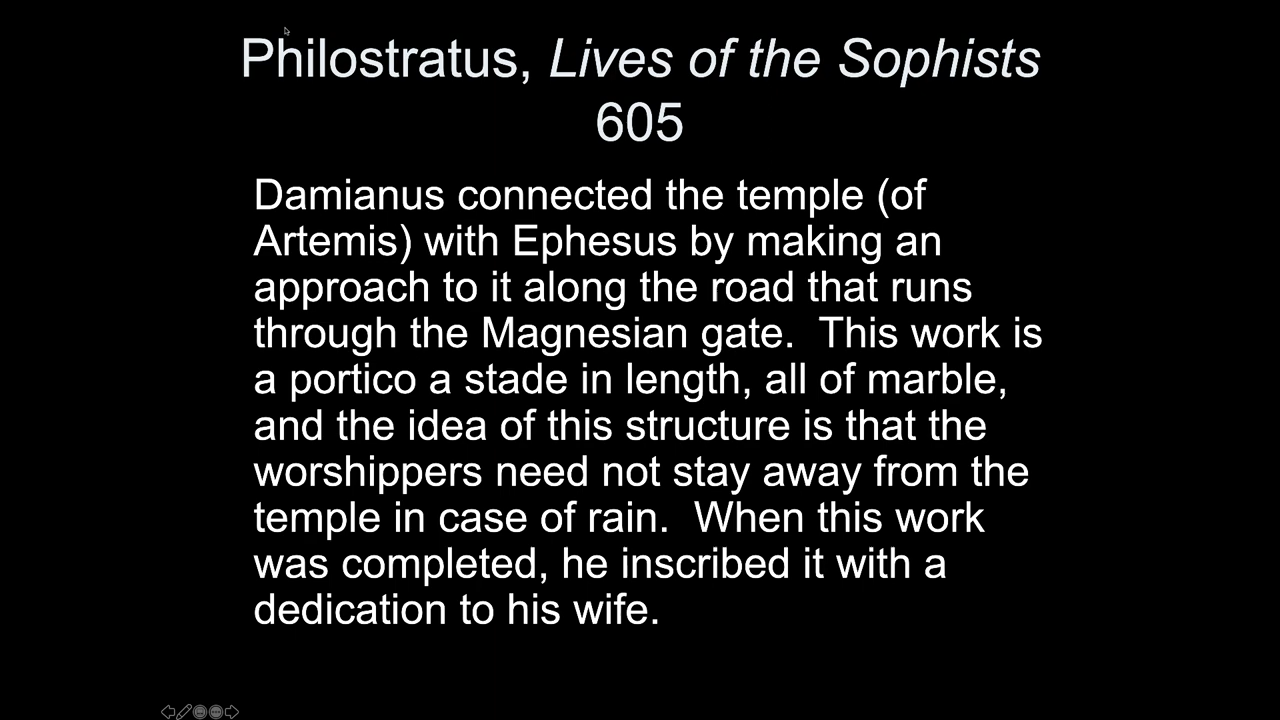 Philostratus, Lives of the Sophists
605
Damianus connected the temple (of
Artemis) with Ephesus by making an
approach to it along the road that runs
through the Magnesian gate.  This work is
a portico a stade in length, all of marble,
and the idea of this structure is that the
worshippers need not stay away from the
temple in case of rain.  When this work
was completed, he inscribed it with a
dedication to his wife.